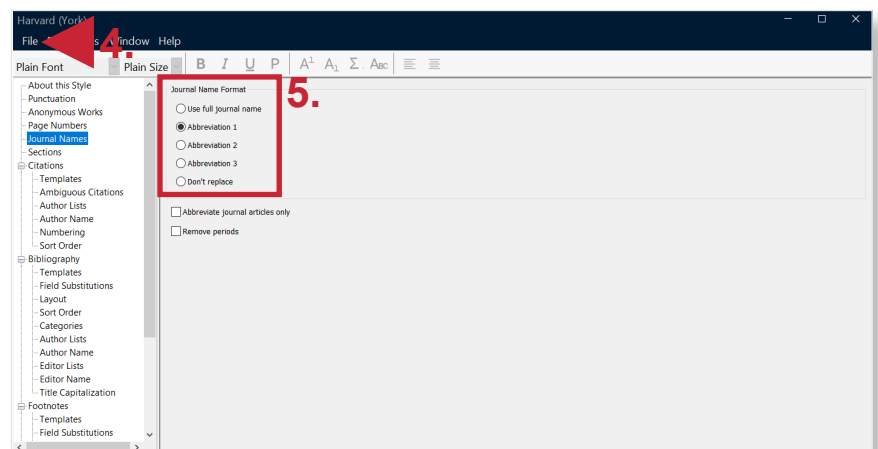 Harvard (York)
File s Window Help
4.
Plain Font Plain Size B I U P A1 A1 Σ ABC
About this Style
Punctuation
Anonymous Works
Page Numbers
Journal Names
Sections
Citations
Templates
Ambiguous Citations
Author Lists
Author Name
Numbering
Sort Order
Bibliography
Templates
Field Substitutions
Layout
Sort Order
Categories
Author Lists
Author Name
Editor Lists
Editor Name
Title Capitalization
Footnotes
Templates
Field Substitutions
Journal Name Format
5.
Use full journal name
Abbreviation 1
Abbreviation 2
Abbreviation 3
Don't replace
Abbreviate journal articles only
Remove periods